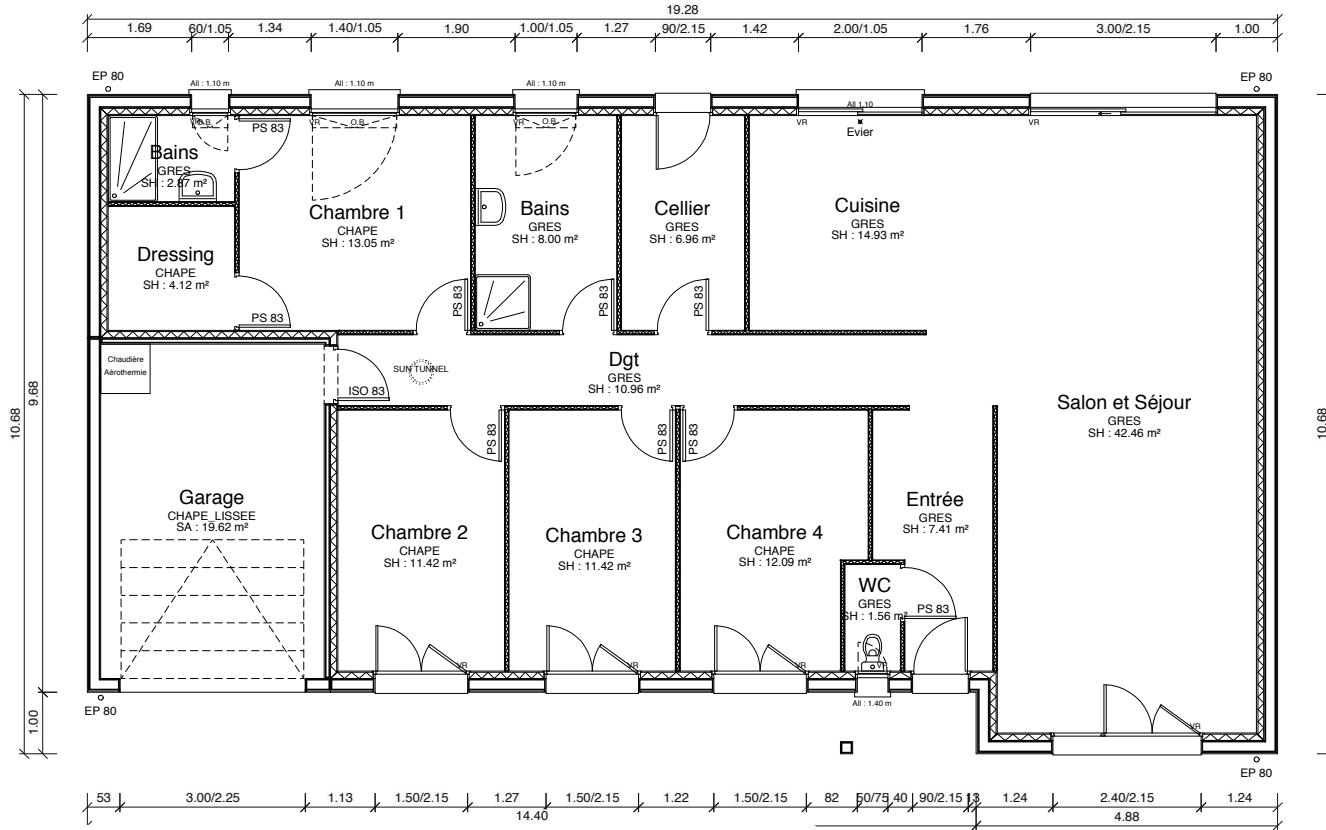 19.28
1.69 60/1.05 1.34 1.40/1.05 1.90 1.00/1.05 1.27 90/2.15 1.42 2.00/1.05 1.76 3.00/2.15 1.00
EP 80
EP 80
All : 1.10 m
All : 1.10 m
All : 1.10 m
All 1.10
VR O.B.
VR O.B.
VR O.B.
VR
VR
Evier
PS 83
Bains
GRES
SH : 2.87 m²
Chambre 1
CHAPE
SH : 13.05 m²
Bains
GRES
SH : 8.00 m²
Cellier
GRES
SH : 6.96 m²
Cuisine
GRES
SH : 14.93 m²
Dressing
CHAPE
SH : 4.12 m²
PS 83
PS 83
PS 83
PS 83
Chaudière
Aérothermie
ISO 83
SUN TUNNEL
Dgt
GRES
SH : 10.96 m²
Salon et Séjour
GRES
SH : 42.46 m²
10.68
9.68
1.00
10.68
PS 83
PS 83
PS 83
Garage
CHAPE_LISSEE
SA : 19.62 m²
Chambre 2
CHAPE
SH : 11.42 m²
Chambre 3
CHAPE
SH : 11.42 m²
Chambre 4
CHAPE
SH : 12.09 m²
Entrée
GRES
SH : 7.41 m²
WC
GRES
SH : 1.56 m²
PS 83
VR
VR
VR
VR
VR
All : 1.40 m
EP 80
EP 80
53 3.00/2.25 1.13 1.50/2.15 1.27 1.50/2.15 1.22 1.50/2.15 82 50/75 40 90/2.15 13 1.24 2.40/2.15 1.24
14.40
4.88